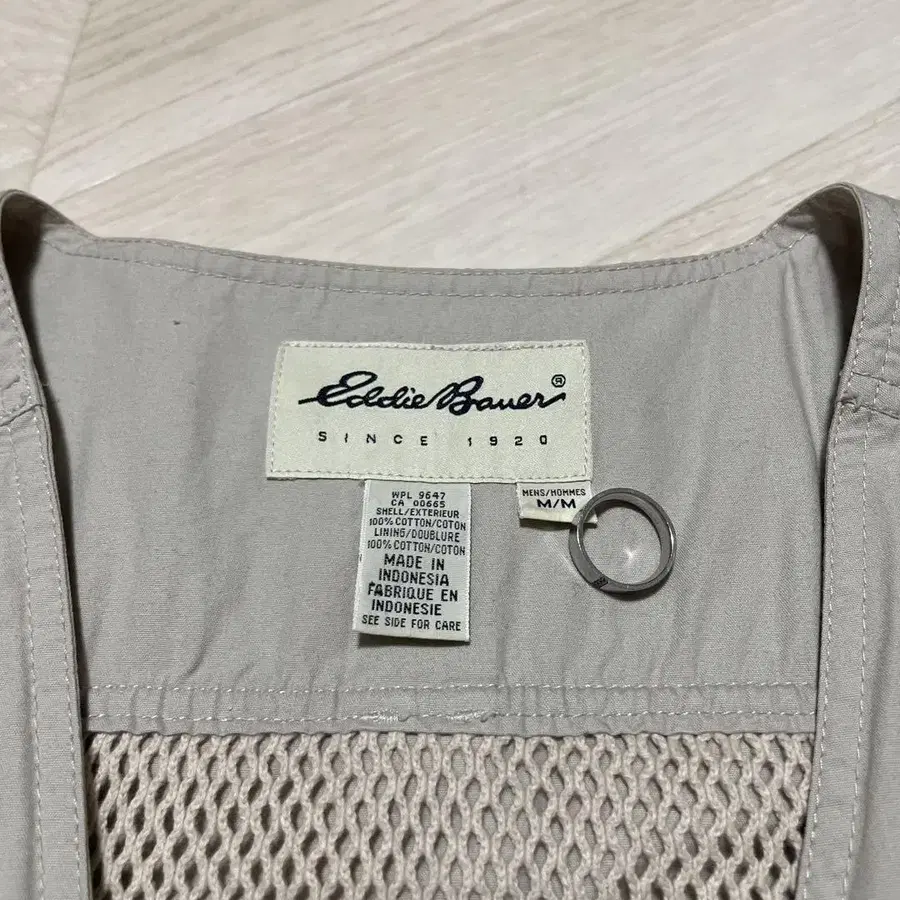 Eddie Bauer®
SINCE 1920
WPL 9647
CA 00665
SHELL/EXTERIEUR
100% COTTON/COTON
LINING/DOUBLURE
100% COTTON/COTON
MADE IN
INDONESIA
FABRIQUE EN
INDONESIE
SEE SIDE FOR CARE
MENS/HOMMES
M/M